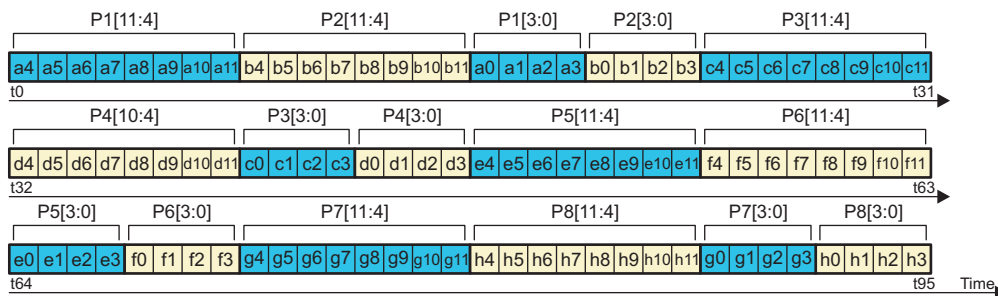 P1[11:4] P2[11:4] P1[3:0] P2[3:0] P3[11:4]
a4 a5 a6 a7 a8 a9 a10 a11 b4 b5 b6 b7 b8 b9 b10 b11 a0 a1 a2 a3 b0 b1 b2 b3 c4 c5 c6 c7 c8 c9 c10 c11
t0 t31
P4[10:4] P3[3:0] P4[3:0] P5[11:4] P6[11:4]
d4 d5 d6 d7 d8 d9 d10 d11 c0 c1 c2 c3 d0 d1 d2 d3 e4 e5 e6 e7 e8 e9 e10 e11 f4 f5 f6 f7 f8 f9 f10 f11
t32 t63
P5[3:0] P6[3:0] P7[11:4] P8[11:4] P7[3:0] P8[3:0]
e0 e1 e2 e3 f0 f1 f2 f3 g4 g5 g6 g7 g8 g9 g10 g11 h4 h5 h6 h7 h8 h9 h10 h11 g0 g1 g2 g3 h0 h1 h2 h3
t64 t95 Time